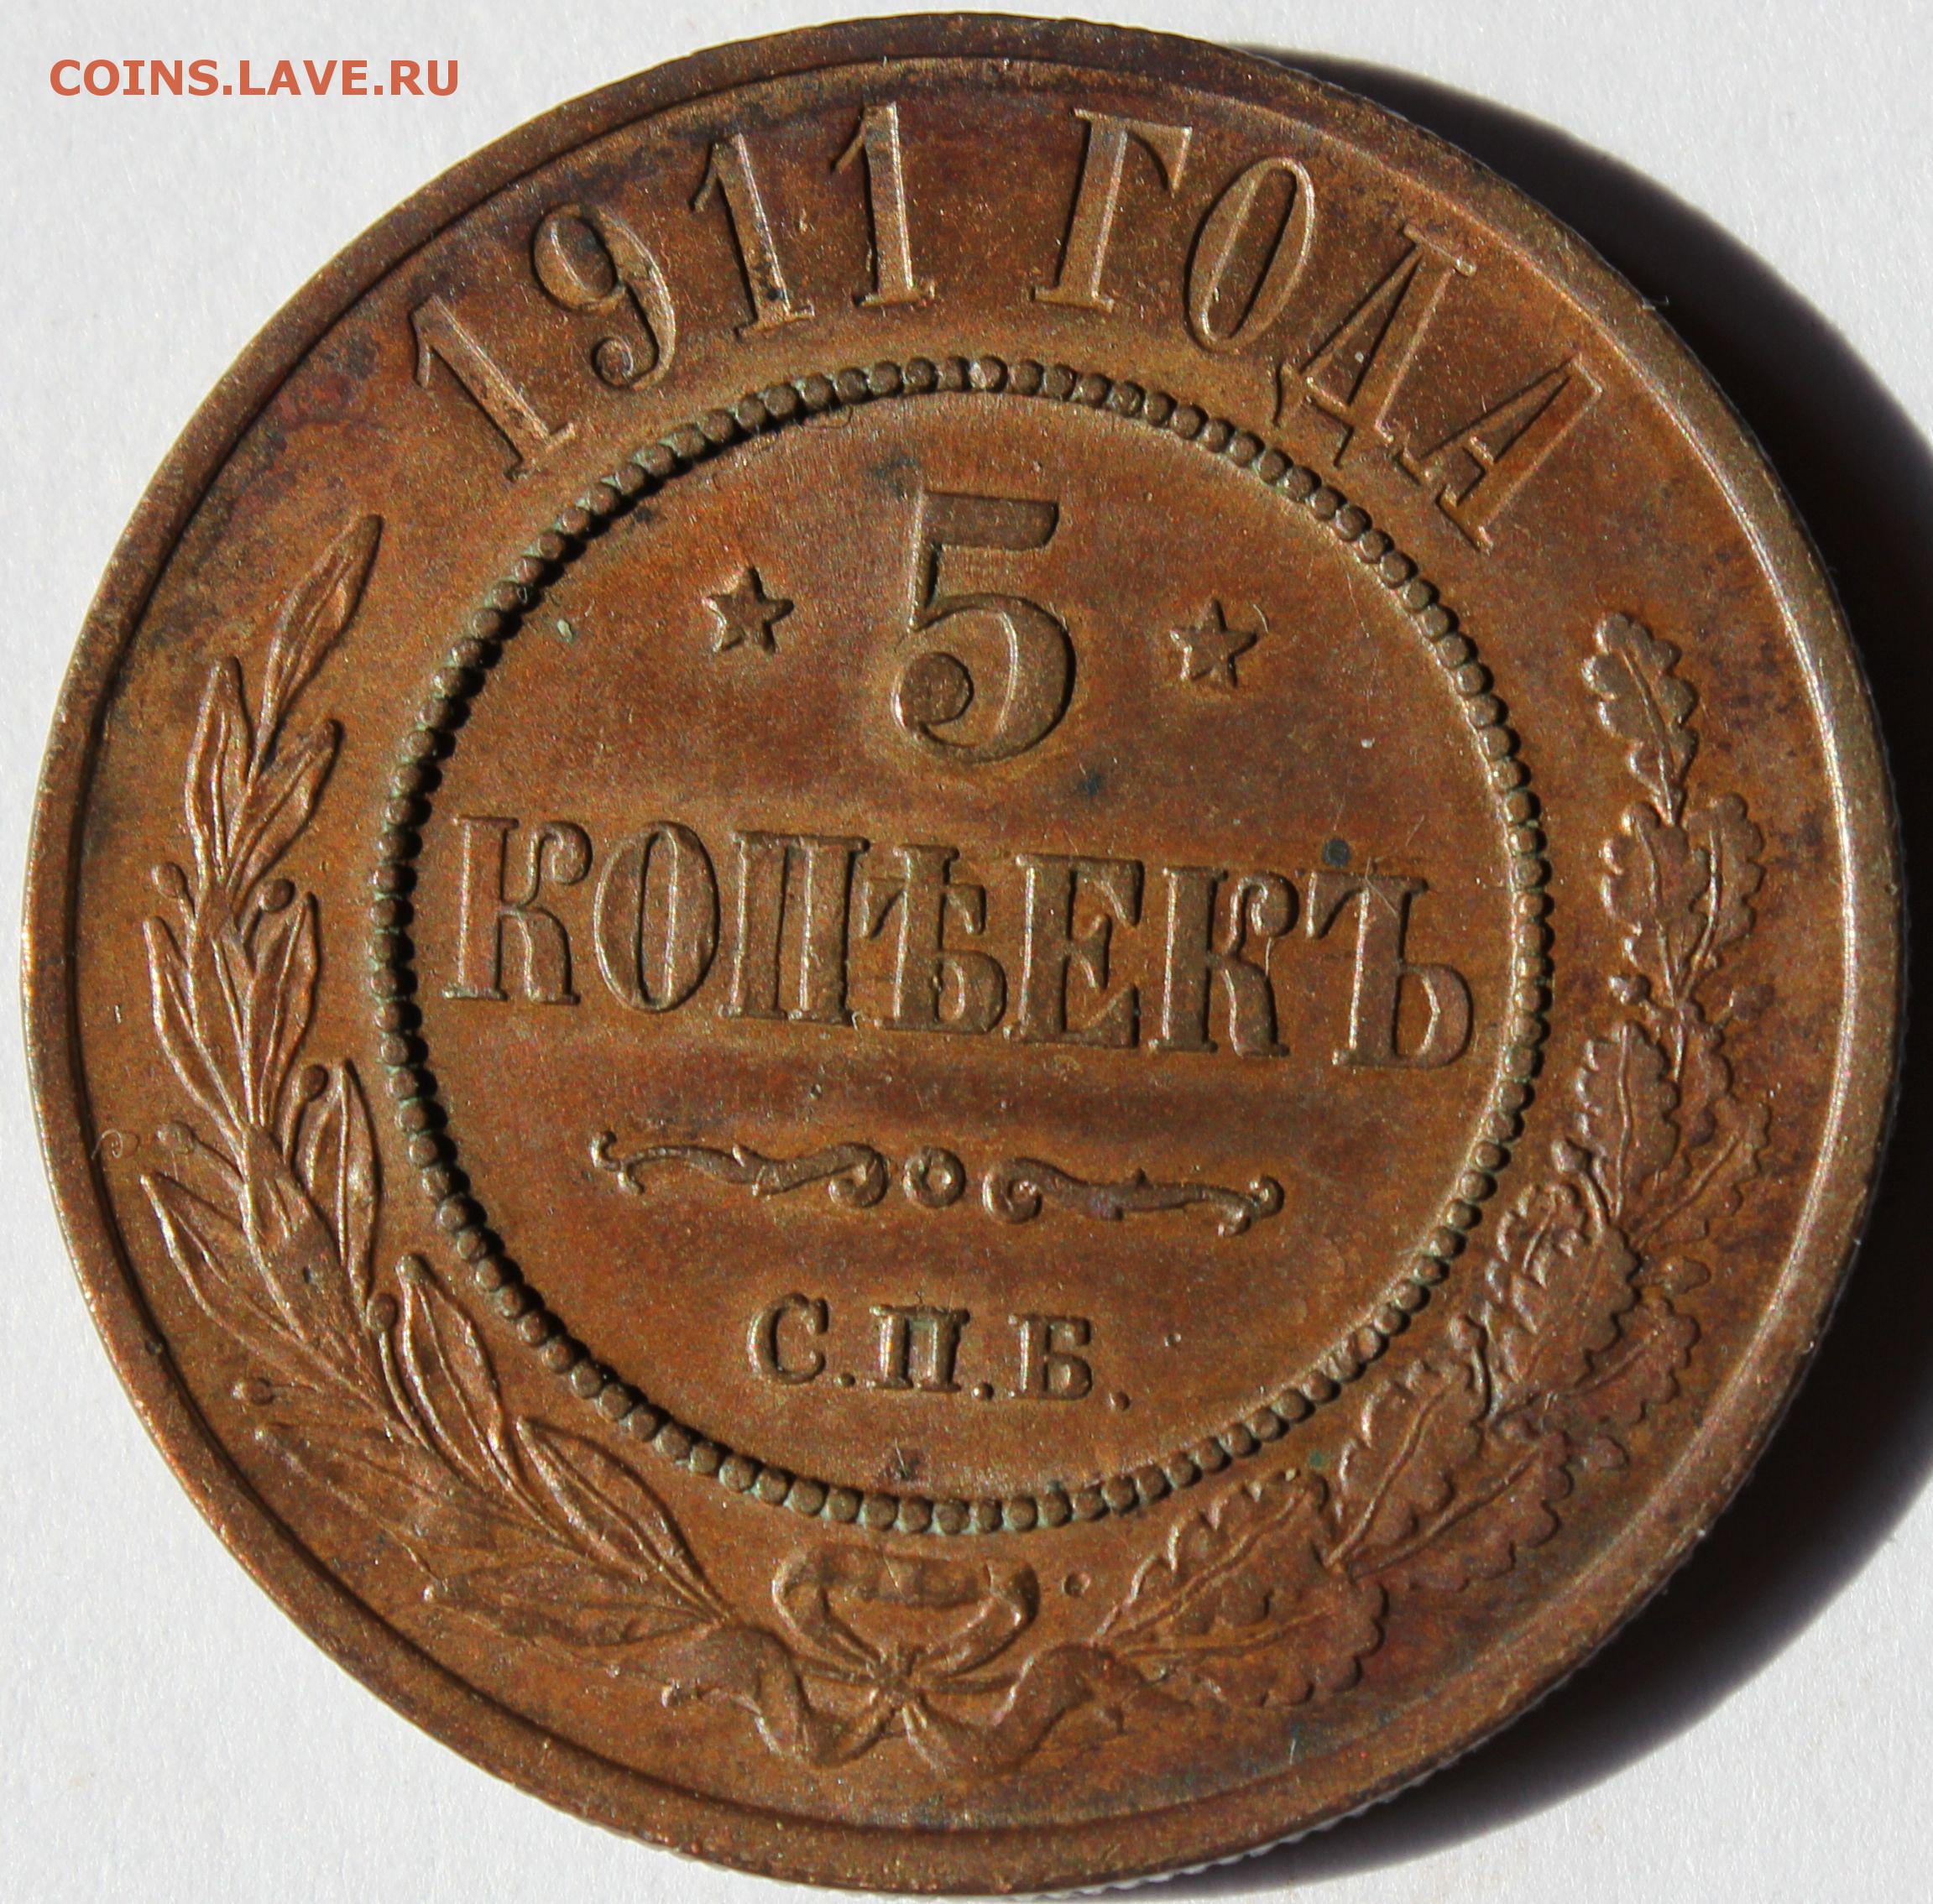 COINS.LAVE.RU
1911 ГОДА
5
КОПѢЕКЪ
С.П.Б.